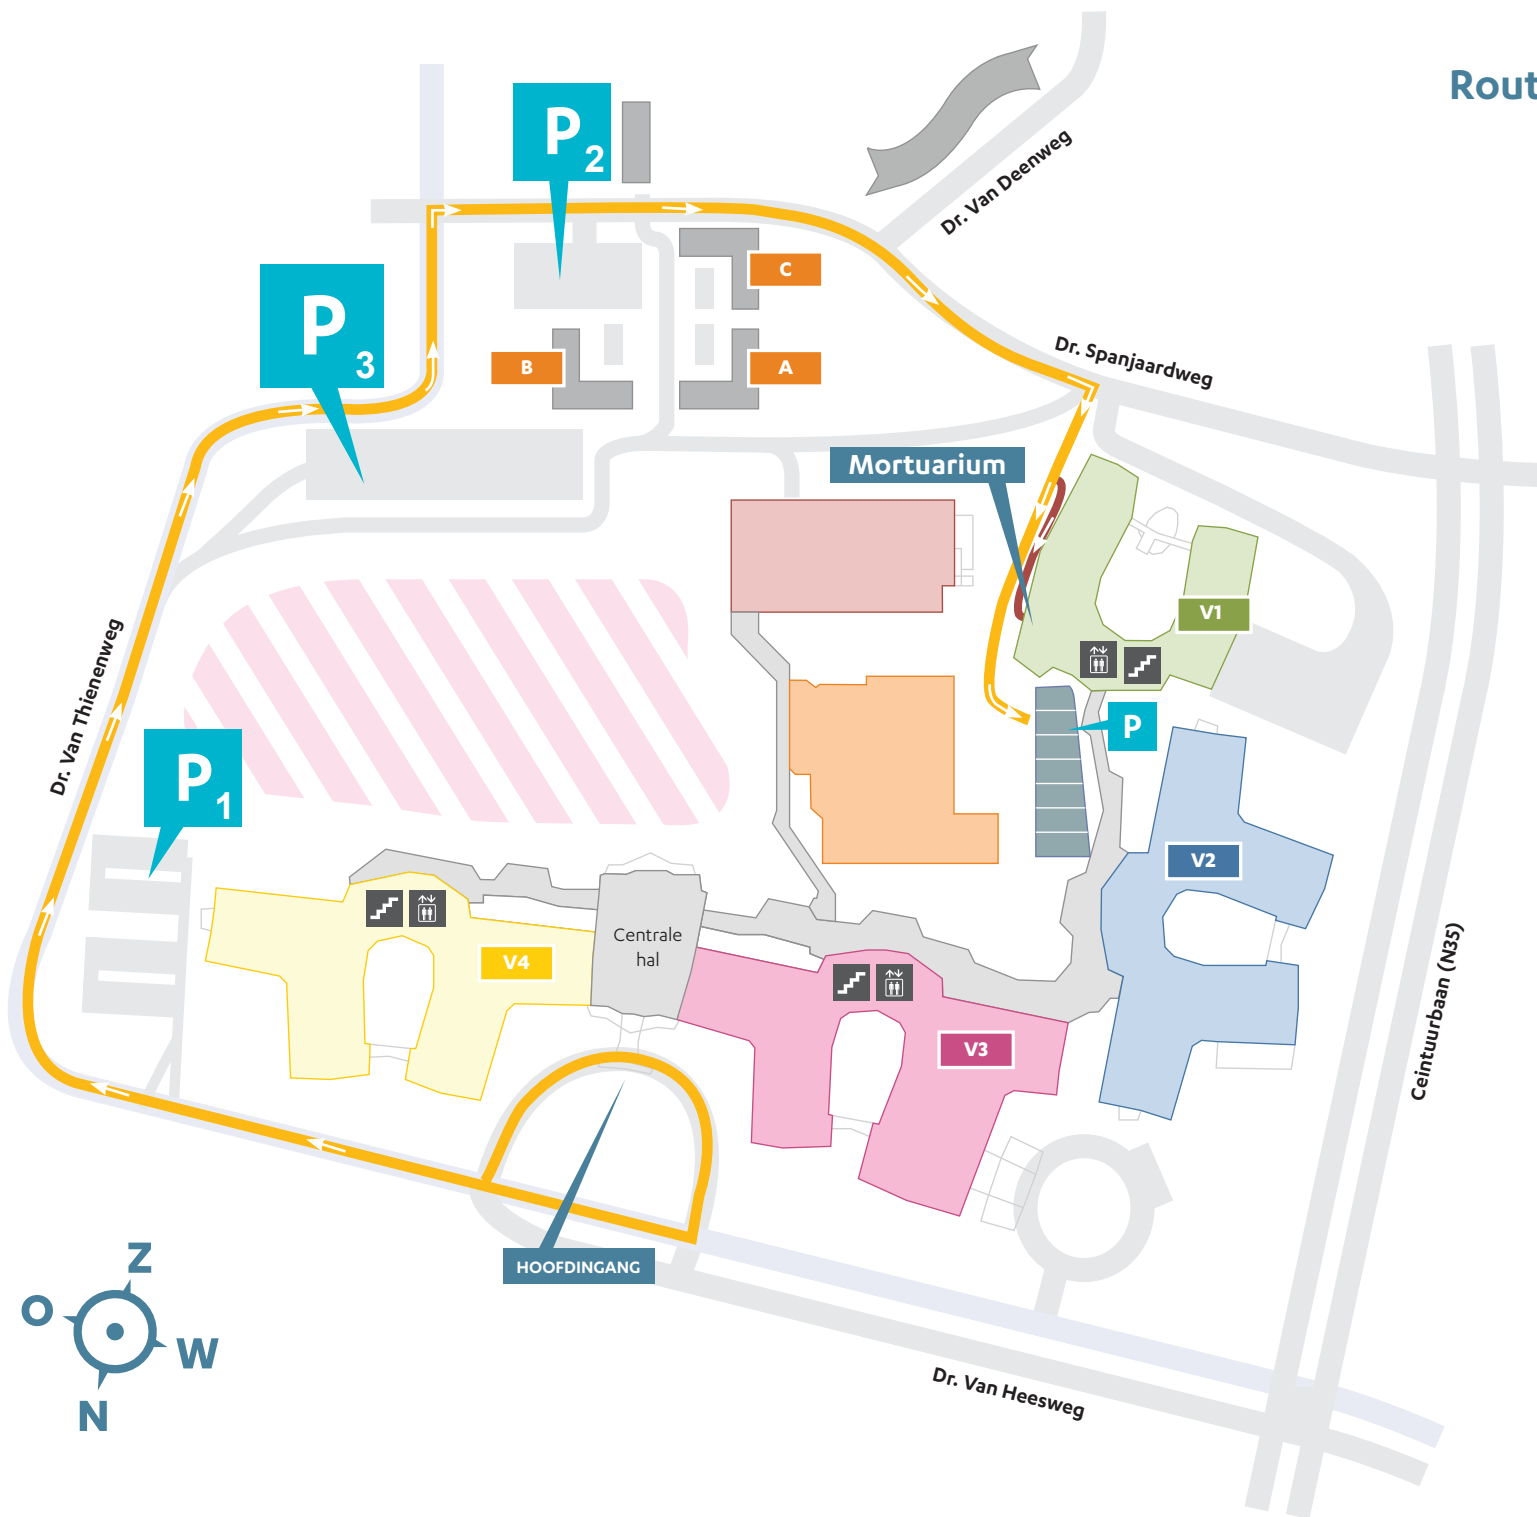 Rout
P 2
Dr. Van Deenweg
C
P 3
B
A
Dr. Spanjaardweg
Mortuarium
V1
Dr. Van Thienenweg
P
P 1
V2
Centrale
hal
V4
V3
Ceintuurbaan (N35)
HOOFDINGANG
Z
O
W
N
Dr. Van Heesweg